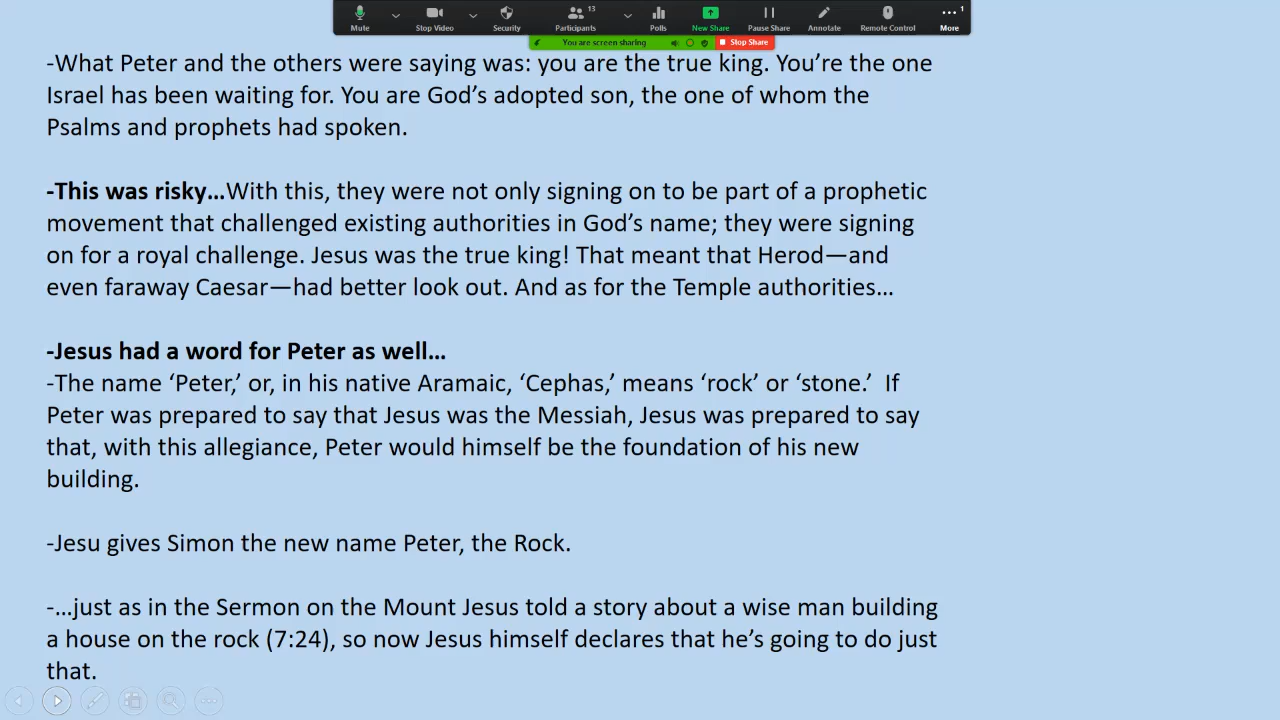 13
1
Mute
Stop Video
Security
Participants
Polls
New Share
Pause Share
Annotate
Remote Control
More
You are screen sharing
Stop Share
-What Peter and the others were saying was: you are the true king. You’re the one
Israel has been waiting for. You are God’s adopted son, the one of whom the
Psalms and prophets had spoken.
-This was risky…With this, they were not only signing on to be part of a prophetic
movement that challenged existing authorities in God’s name; they were signing
on for a royal challenge. Jesus was the true king! That meant that Herod—and
even faraway Caesar—had better look out. And as for the Temple authorities…
-Jesus had a word for Peter as well…
-The name ‘Peter,’ or, in his native Aramaic, ‘Cephas,’ means ‘rock’ or ‘stone.’  If
Peter was prepared to say that Jesus was the Messiah, Jesus was prepared to say
that, with this allegiance, Peter would himself be the foundation of his new
building.
-Jesu gives Simon the new name Peter, the Rock.
-…just as in the Sermon on the Mount Jesus told a story about a wise man building
a house on the rock (7:24), so now Jesus himself declares that he’s going to do just
that.